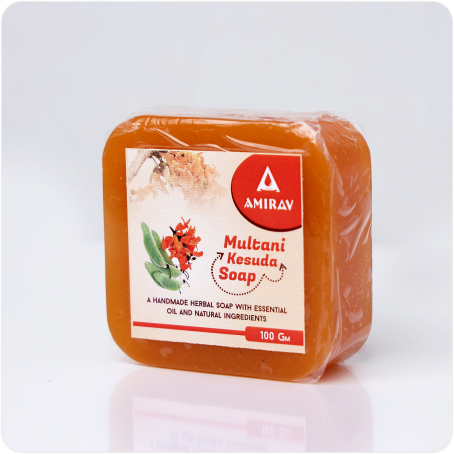 AMIRAV
Multani
Kesuda
Soap
A HANDMADE HERBAL SOAP WITH ESSENTIAL
OIL AND NATURAL INGREDIENTS
100 GM